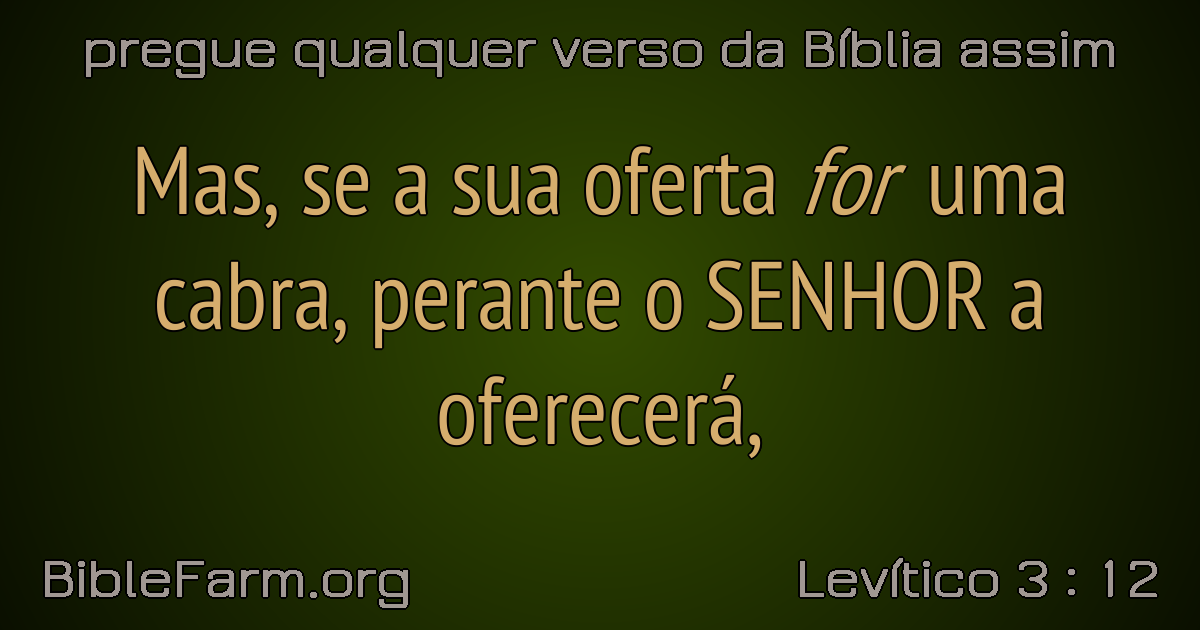 pregue qualquer verso da Bíblia assim
Mas, se a sua oferta for uma
cabra, perante o SENHOR a
oferecerá,
BibleFarm.org
Levítico 3 : 12